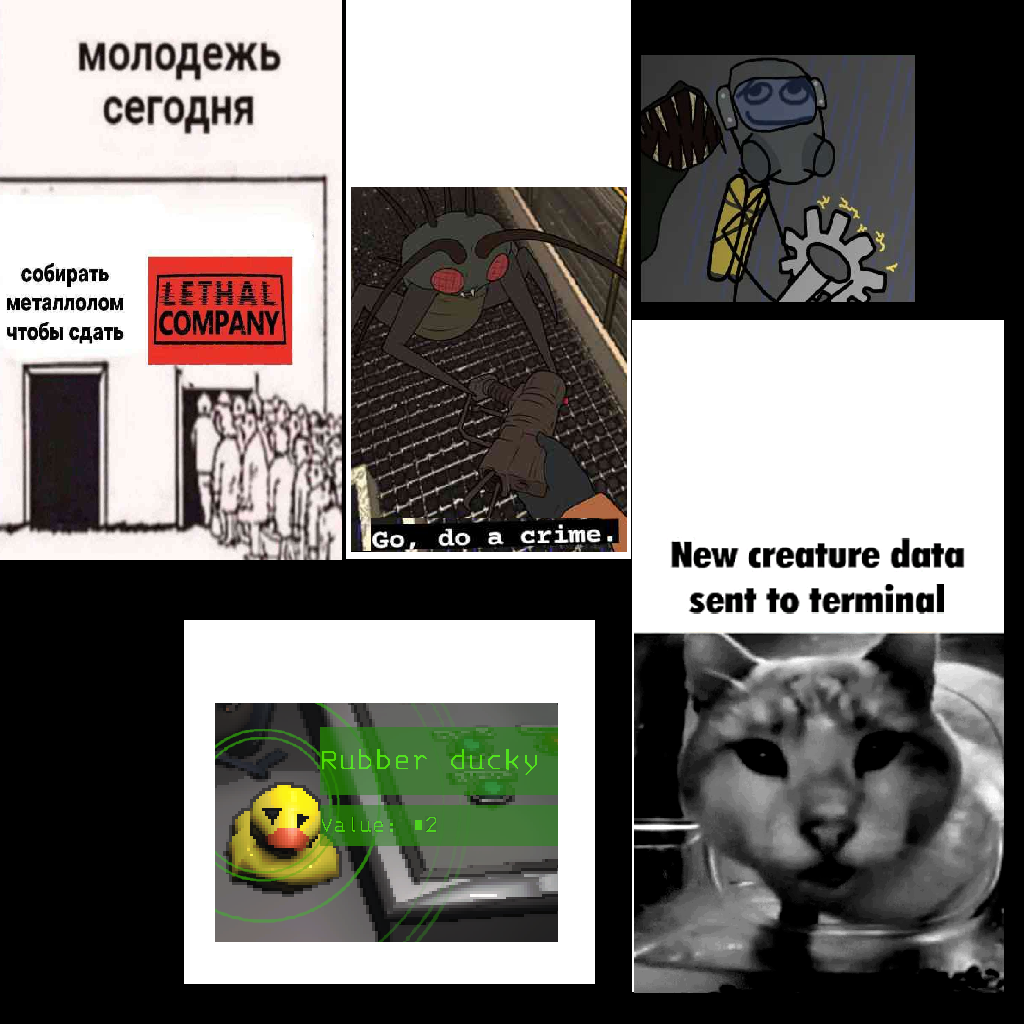 молодежь
сегодня
собирать
металлолом
чтобы сдать
LETHAL
COMPANY
Go, do a crime.
New creature data
sent to terminal
Rubber ducky
Value: ▮2